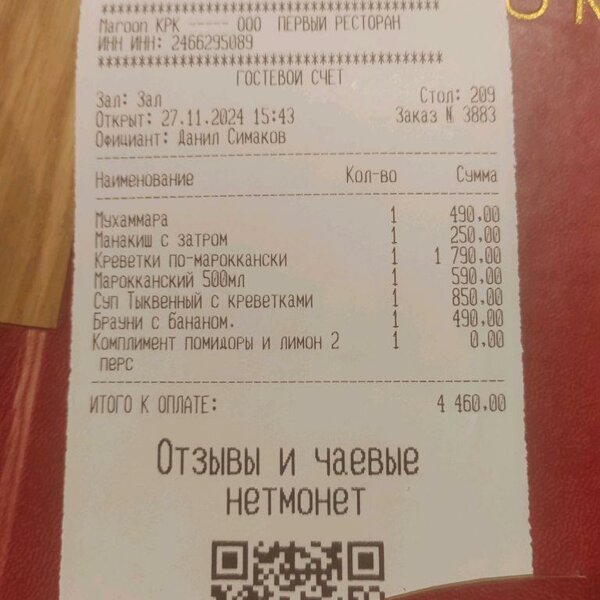 *****************************************
Maroon КРК ----- ООО ПЕРВЫЙ РЕСТОРАН
ИНН ИНН: 2466295089
*****************************************
ГОСТЕВОЙ СЧЕТ
Зал: Зал Стол: 209
Открыт: 27.11.2024 15:43 Заказ № 3883
Официант: Данил Симаков
Наименование Кол-во Сумма
Мухаммара 1 490.00
Манакиш с затром 1 250.00
Креветки по-мароккански 1 1 790.00
Марокканский 500мл 1 590.00
Суп Тыквенный с креветками 1 850.00
Брауни с бананом. 1 490.00
Комплимент помидоры и лимон 2 1 0.00
перс
ИТОГО К ОПЛАТЕ: 4 460.00
Отзывы и чаевые
нетмонет